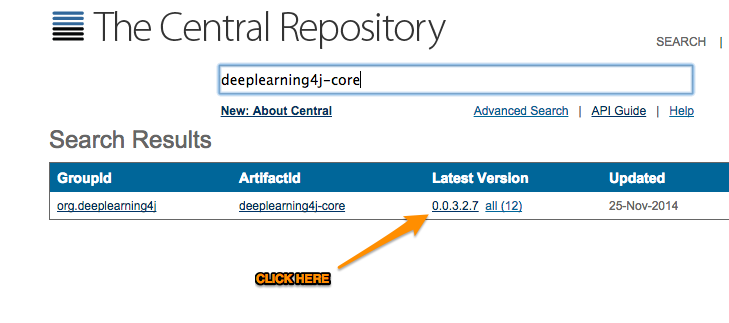 The Central Repository
SEARCH |
deeplearning4j-core
New: About Central Advanced Search | API Guide | Help
Search Results
GroupId ArtifactId Latest Version Updated
org.deeplearning4j deeplearning4j-core 0.0.3.2.7 all (12) 25-Nov-2014
CLICK HERE